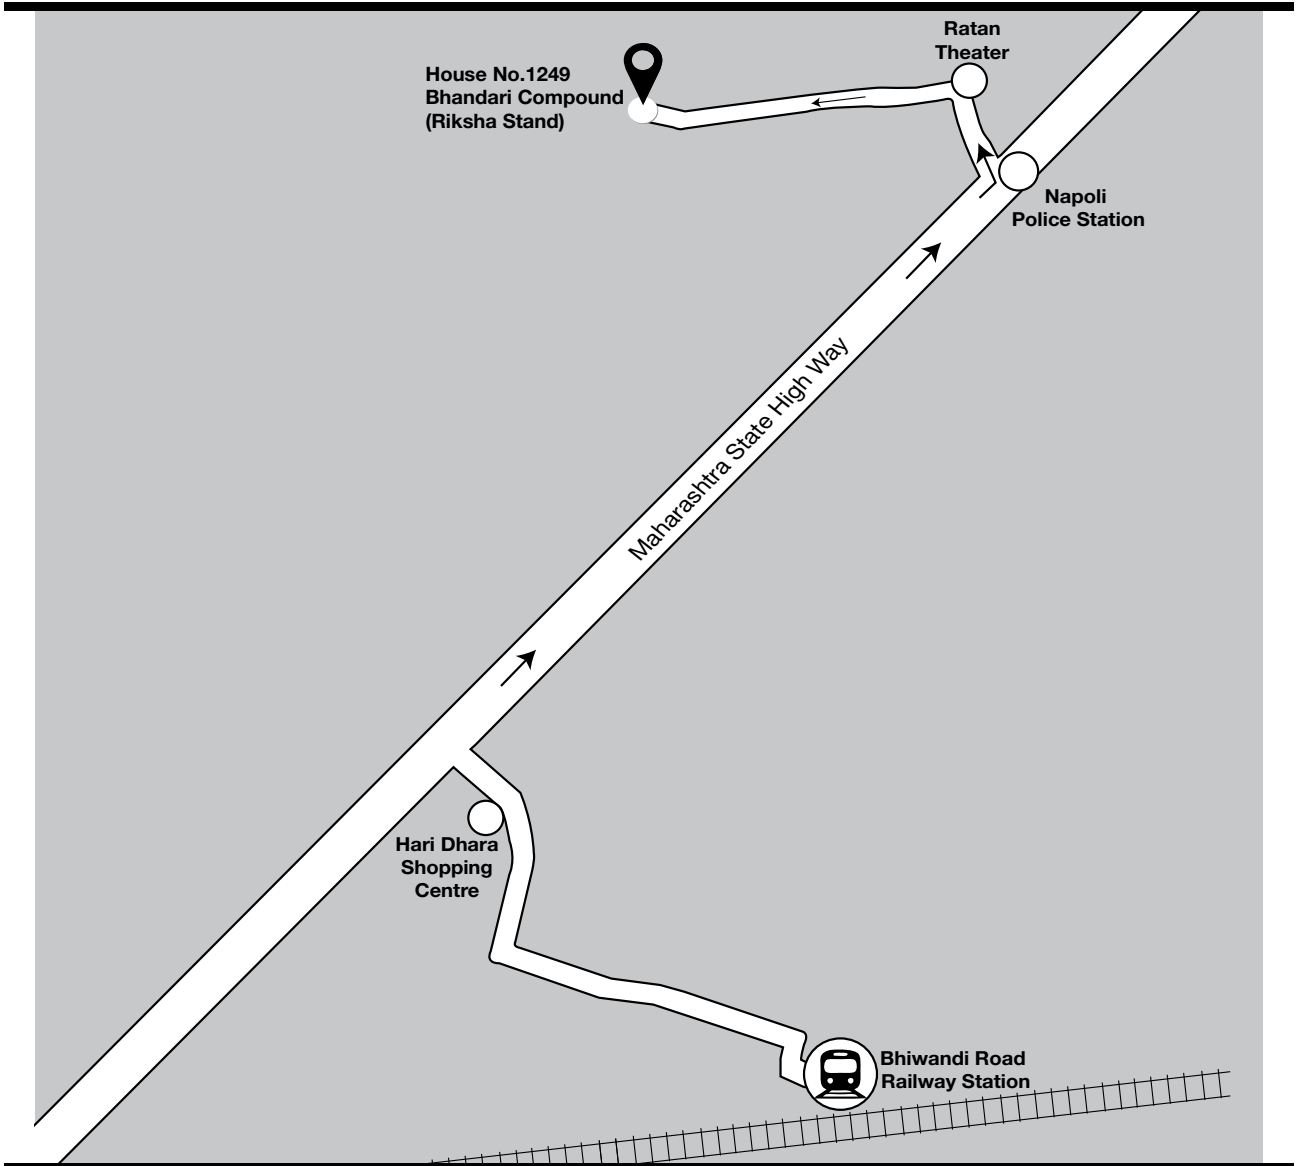 Ratan
Theater
House No.1249
Bhandari Compound
(Riksha Stand)
Napoli
Police Station
Maharashtra State High Way
Hari Dhara
Shopping
Centre
Bhiwandi Road
Railway Station